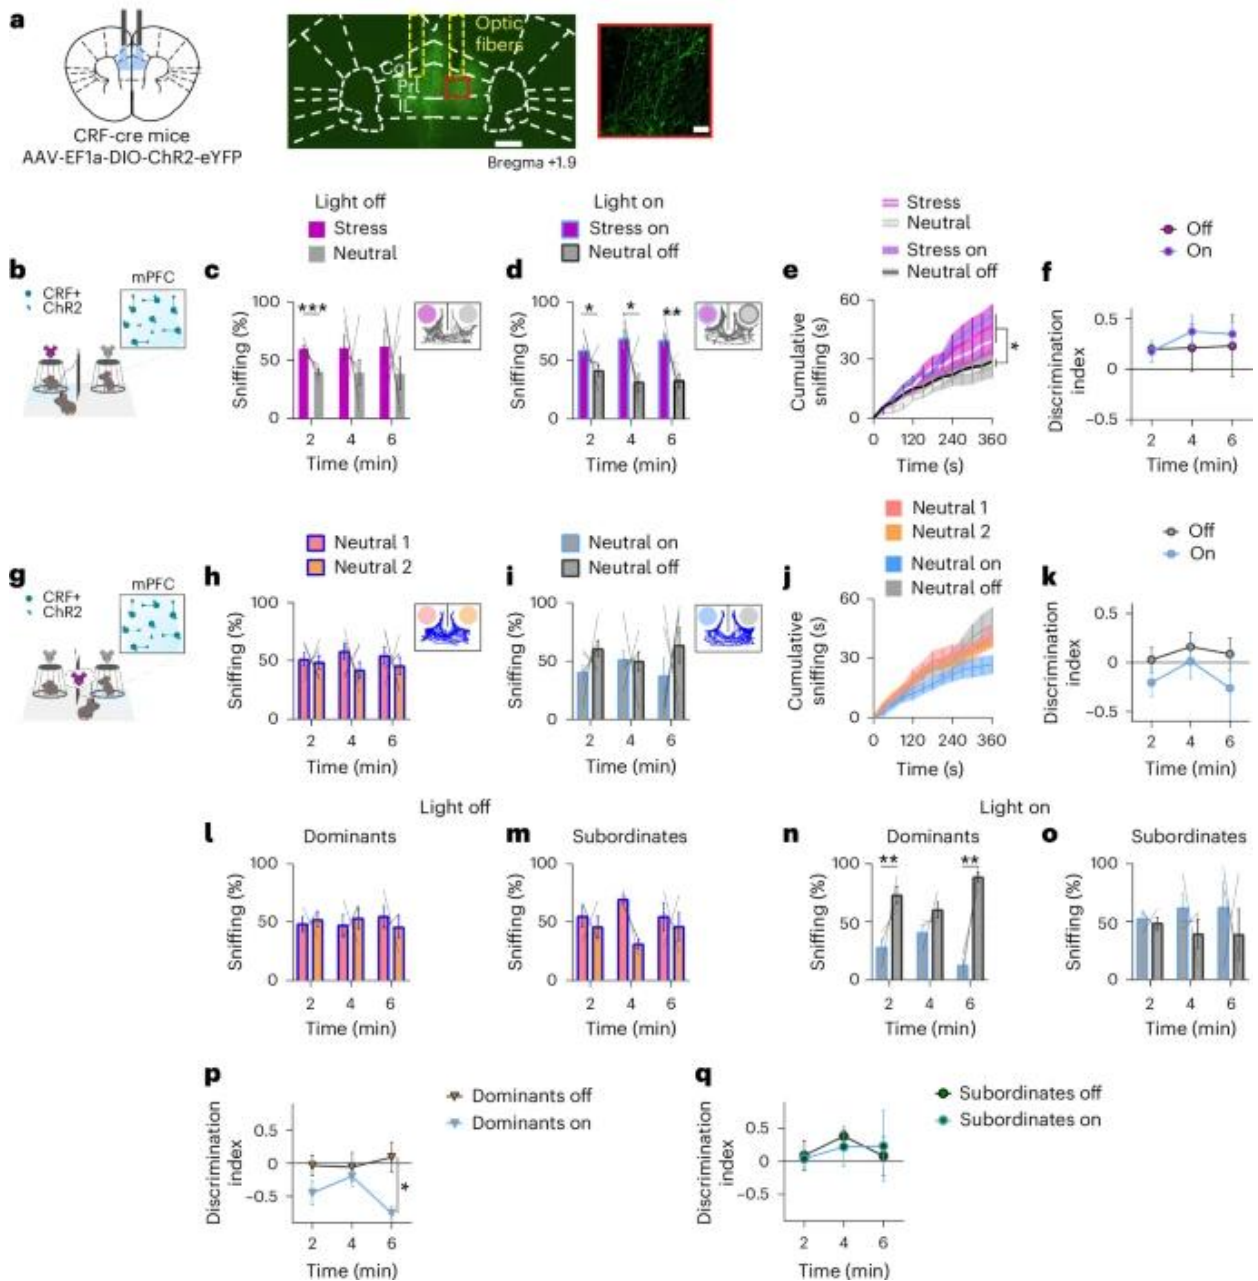 a
Optic
fibers
Cg1
Prl
IL
CRF-cre mice
AAV-EF1a-DIO-ChR2-eYFP
Bregma +1.9
b
CRF+
ChR2
mPFC
c
Light off
Stress
Neutral
***
Sniffing (%)
100
50
0
2 4 6
Time (min)
d
Light on
Stress on
Neutral off
* * **
Sniffing (%)
100
50
0
2 4 6
Time (min)
e
Stress
Neutral
Stress on
Neutral off
Cumulative
sniffing (s)
60
30
0
*
0 120 240 360
Time (s)
f
Off
On
Discrimination
index
0.5
0
−0.5
2 4 6
Time (min)
g
CRF+
ChR2
mPFC
h
Neutral 1
Neutral 2
Sniffing (%)
100
50
0
2 4 6
Time (min)
i
Neutral on
Neutral off
Sniffing (%)
100
50
0
2 4 6
Time (min)
j
Neutral 1
Neutral 2
Neutral on
Neutral off
Cumulative
sniffing (s)
60
30
0
0 120 240 360
Time (s)
k
Off
On
Discrimination
index
0.5
0
−0.5
2 4 6
Time (min)
Light off
l
Dominants
Sniffing (%)
100
50
0
2 4 6
Time (min)
m
Subordinates
Sniffing (%)
100
50
0
2 4 6
Time (min)
Light on
n
Dominants
** **
Sniffing (%)
100
50
0
2 4 6
Time (min)
o
Subordinates
Sniffing (%)
100
50
0
2 4 6
Time (min)
p
Dominants off
Dominants on
Discrimination
index
0.5
0
−0.5
*
2 4 6
Time (min)
q
Subordinates off
Subordinates on
Discrimination
index
0.5
0
−0.5
2 4 6
Time (min)